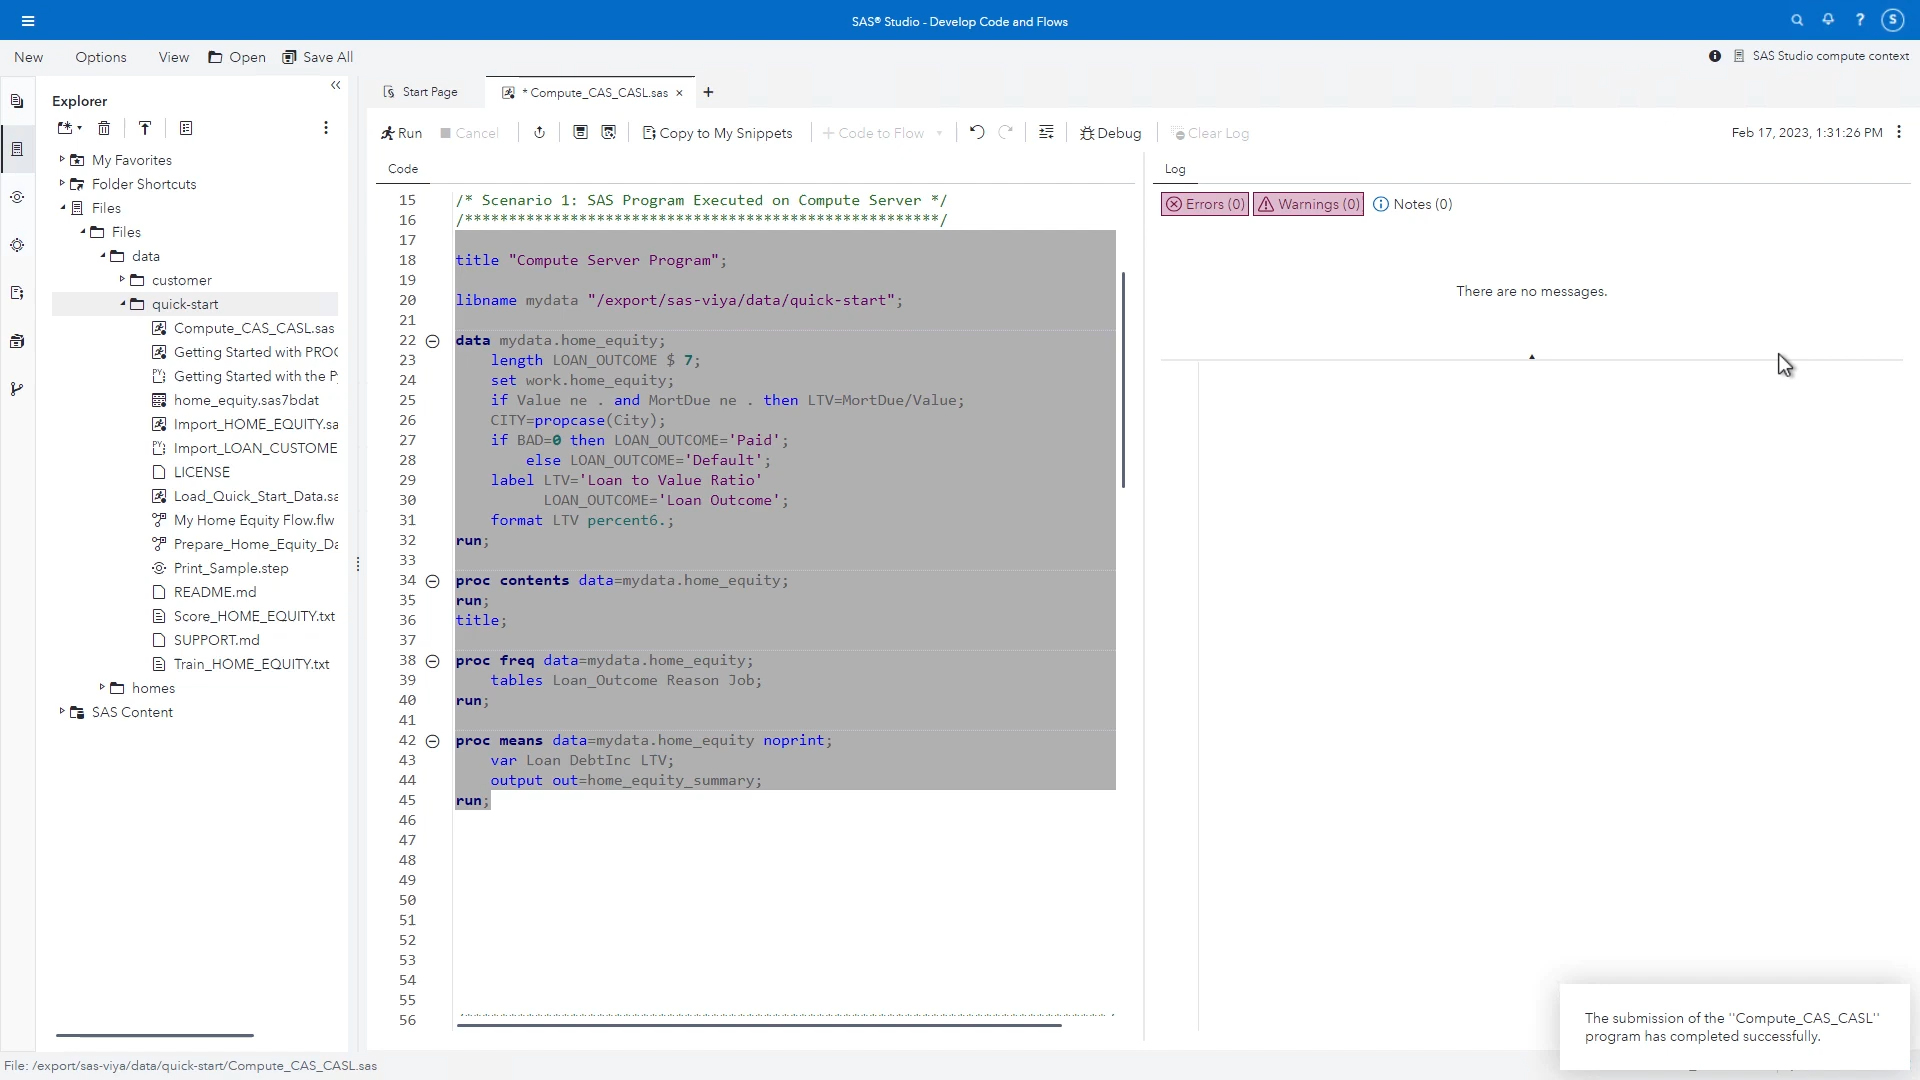 SAS® Studio - Develop Code and Flows
S
New Options View Open Save All
SAS Studio compute context
Explorer
Start Page
* Compute_CAS_CASL.sas
Run Cancel Copy to My Snippets Code to Flow Debug Clear Log
Feb 17, 2023, 1:31:26 PM
My Favorites
Folder Shortcuts
Files
Files
data
customer
quick-start
Compute_CAS_CASL.sas
Getting Started with PROC
Getting Started with the P
home_equity.sas7bdat
Import_HOME_EQUITY.sa
Import_LOAN_CUSTOME
LICENSE
Load_Quick_Start_Data.sa
My Home Equity Flow.flw
Prepare_Home_Equity_Da
Print_Sample.step
README.md
Score_HOME_EQUITY.txt
SUPPORT.md
Train_HOME_EQUITY.txt
homes
SAS Content
Code
15 /* Scenario 1: SAS Program Executed on Compute Server */
16 /******************************************************/
17
18 title "Compute Server Program";
19
20 libname mydata "/export/sas-viya/data/quick-start";
21
22 data mydata.home_equity;
23 length LOAN_OUTCOME $ 7;
24 set work.home_equity;
25 if Value ne . and MortDue ne . then LTV=MortDue/Value;
26 CITY=propcase(City);
27 if BAD=0 then LOAN_OUTCOME='Paid';
28 else LOAN_OUTCOME='Default';
29 label LTV='Loan to Value Ratio'
30 LOAN_OUTCOME='Loan Outcome';
31 format LTV percent6.;
32 run;
33
34 proc contents data=mydata.home_equity;
35 run;
36 title;
37
38 proc freq data=mydata.home_equity;
39 tables Loan_Outcome Reason Job;
40 run;
41
42 proc means data=mydata.home_equity noprint;
43 var Loan DebtInc LTV;
44 output out=home_equity_summary;
45 run;
46
47
48
49
50
51
52
53
54
55
56
Log
Errors (0) Warnings (0) Notes (0)
There are no messages.
The submission of the "Compute_CAS_CASL"
program has completed successfully.
File: /export/sas-viya/data/quick-start/Compute_CAS_CASL.sas